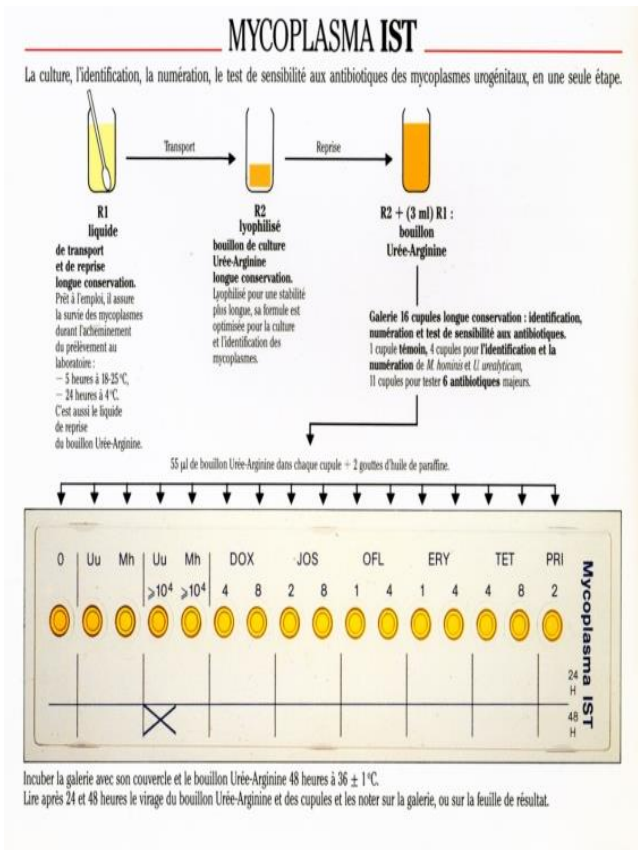 MYCOPLASMA IST
La culture, l'identification, la numération, le test de sensibilité aux antibiotiques des mycoplasmes urogénitaux, en une seule étape.
Transport
Reprise
R1
liquide
de transport
et de reprise
longue conservation.
Prêt à l'emploi, il assure
la survie des mycoplasmes
durant l'acheminement
du prélèvement au
laboratoire :
– 5 heures à 18-25 °C,
– 24 heures à 4°C.
C'est aussi le liquide
de reprise
du bouillon Urée-Arginine.
R2
lyophilisé
bouillon de culture
Urée-Arginine
longue conservation.
Lyophilisé pour une stabilité
plus longue, sa formule est
optimisée pour la culture
et l'identification des
mycoplasmes.
R2 + (3 ml) R1 :
bouillon
Urée-Arginine
Galerie 16 cupules longue conservation : identification,
numération et test de sensibilité aux antibiotiques.
1 cupule témoin, 4 cupules pour l'identification et la
numération de M. hominis et U. urealyticum,
11 cupules pour tester 6 antibiotiques majeurs.
55 µl de bouillon Urée-Arginine dans chaque cupule + 2 gouttes d'huile de paraffine.
0 Uu Mh Uu Mh DOX JOS OFL ERY TET PRI
≥10⁴ ≥10⁴ 4 8 2 8 1 4 1 4 4 8 2
24
H
48
H
Mycoplasma IST
Incuber la galerie avec son couvercle et le bouillon Urée-Arginine 48 heures à 36 ± 1°C.
Lire après 24 et 48 heures le virage du bouillon Urée-Arginine et des cupules et les noter sur la galerie, ou sur la feuille de résultat.